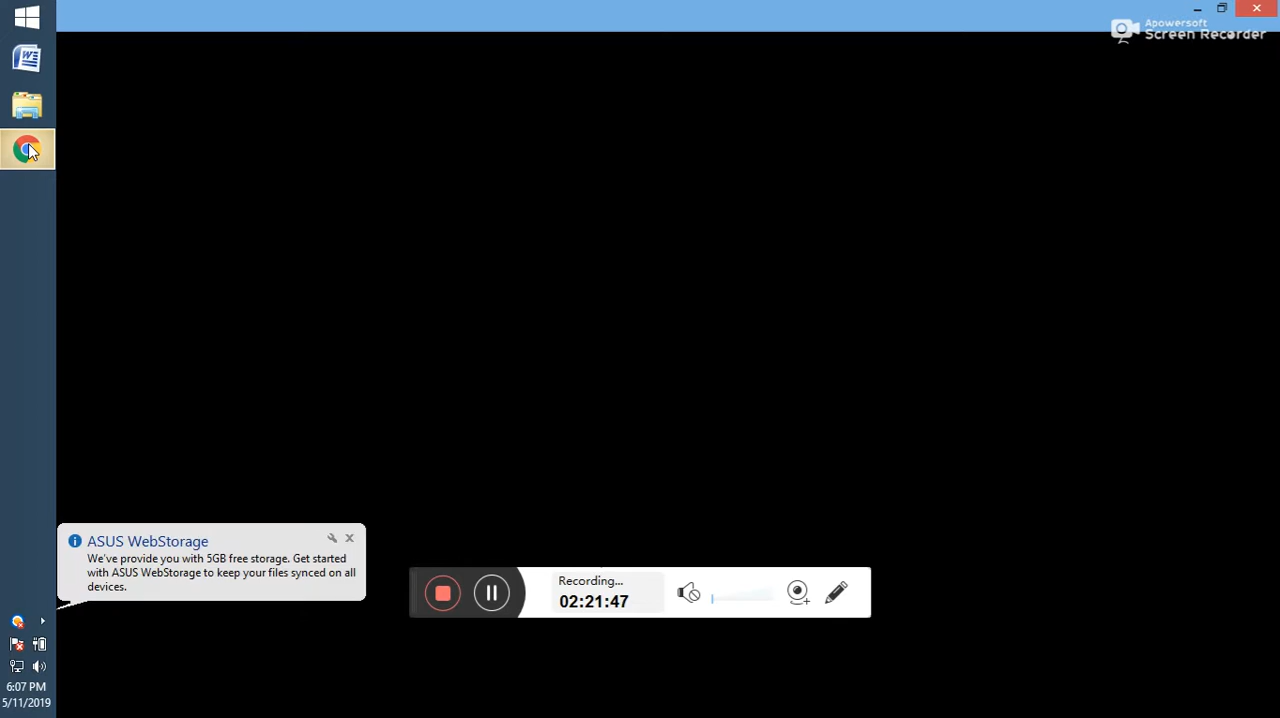 Apowersoft
Screen Recorder
ASUS WebStorage
We've provide you with 5GB free storage. Get started
with ASUS WebStorage to keep your files synced on all
devices.
Recording...
02:21:47
6:07 PM
5/11/2019